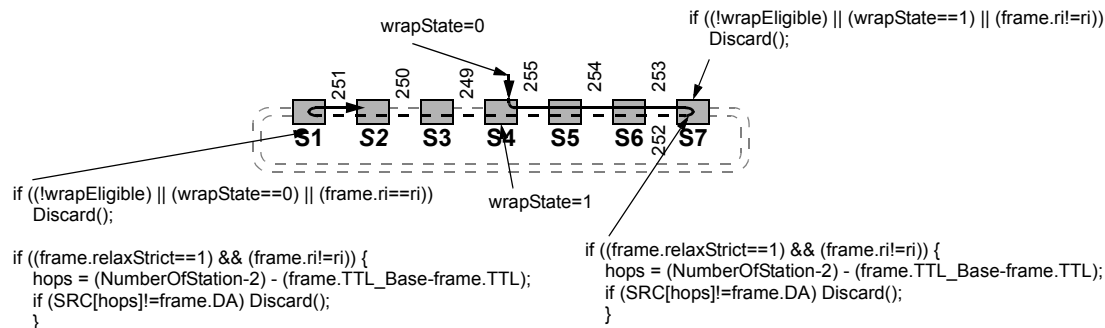 if ((!wrapEligible) || (wrapState==1) || (frame.ri!=ri))
Discard();
wrapState=0
251
250
249
255
254
253
S1
S2
S3
S4
S5
S6
252
S7
if ((!wrapEligible) || (wrapState==0) || (frame.ri==ri))
Discard();
wrapState=1
if ((frame.relaxStrict==1) && (frame.ri!=ri)) {
hops = (NumberOfStation-2) - (frame.TTL_Base-frame.TTL);
if (SRC[hops]!=frame.DA) Discard();
}
if ((frame.relaxStrict==1) && (frame.ri!=ri)) {
hops = (NumberOfStation-2) - (frame.TTL_Base-frame.TTL);
if (SRC[hops]!=frame.DA) Discard();
}